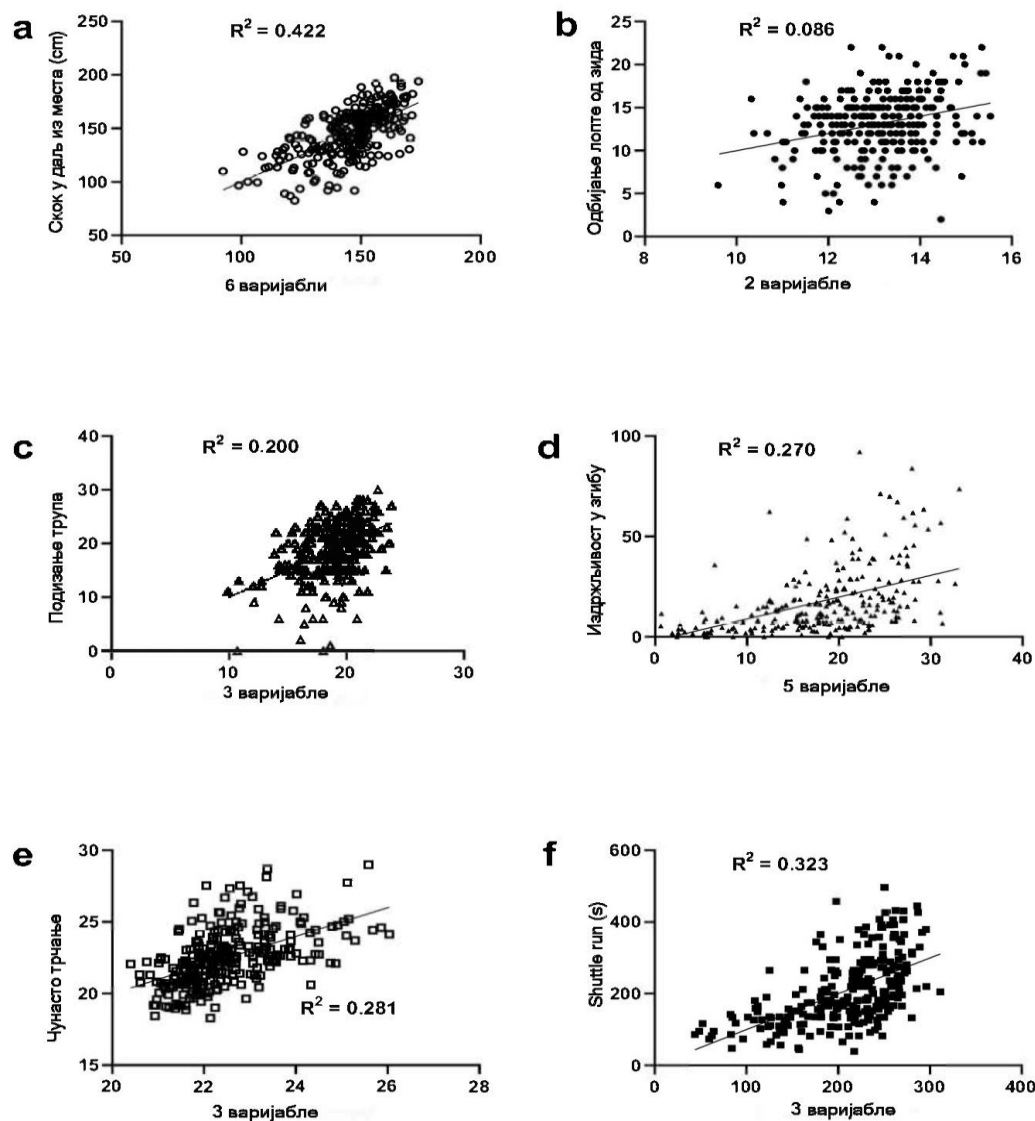 a
R² = 0.422
Скок у даљ из места (cm)
250
200
150
100
50
50
100
150
200
6 варијабли
b
R² = 0.086
Одбијање лопте од зида
25
20
15
10
5
0
8
10
12
14
16
2 варијабле
c
R² = 0.200
Подизање трупа
40
30
20
10
0
0
10
20
30
3 варијабле
d
R² = 0.270
Издржљивост у згибу
100
50
0
0
10
20
30
40
5 варијабле
e
R² = 0.281
Чунасто трчање
30
25
20
15
20
22
24
26
28
3 варијабле
f
R² = 0.323
Shuttle run (s)
600
400
200
0
0
100
200
300
400
3 варијабле